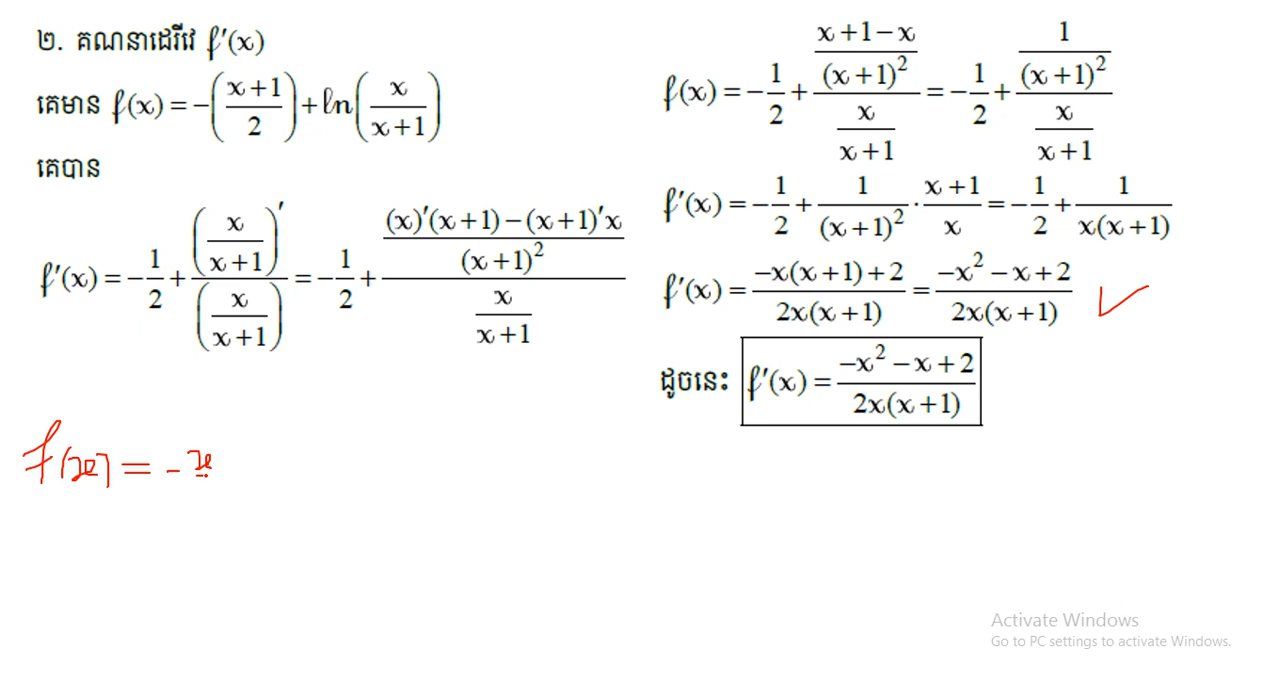 ២. គណនាដេរីវេ f′(x)
គេមាន f(x) = −((x+1)/2) + ln(x/(x+1))
គេបាន
f′(x) = −1/2 + (x/(x+1))′/(x/(x+1)) = −1/2 + (((x)′(x+1)−(x+1)′x)/(x+1)²)/(x/(x+1))
f(x) = −
f(x) = −1/2 + ((x+1−x)/(x+1)²)/(x/(x+1)) = −1/2 + (1/(x+1)²)/(x/(x+1))
f′(x) = −1/2 + 1/(x+1)² · (x+1)/x = −1/2 + 1/(x(x+1))
f′(x) = (−x(x+1)+2)/(2x(x+1)) = (−x²−x+2)/(2x(x+1))
ដូចនេះ f′(x) = (−x²−x+2)/(2x(x+1))
Activate Windows
Go to PC settings to activate Windows.